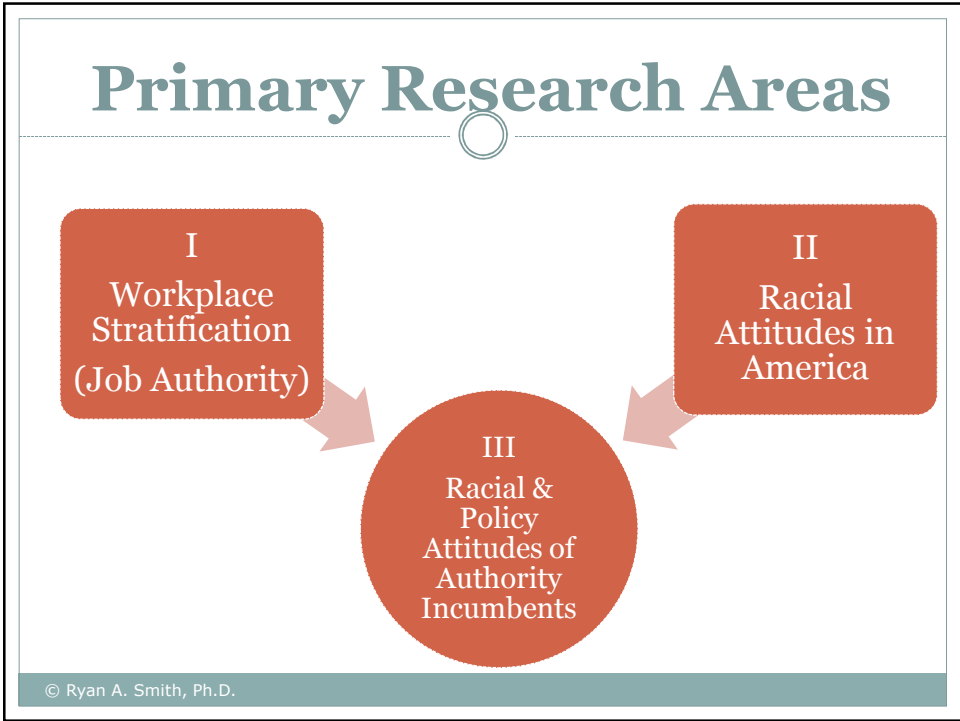 Primary Research Areas
I
Workplace
Stratification
(Job Authority)
II
Racial
Attitudes in
America
III
Racial &
Policy
Attitudes of
Authority
Incumbents
© Ryan A. Smith, Ph.D.